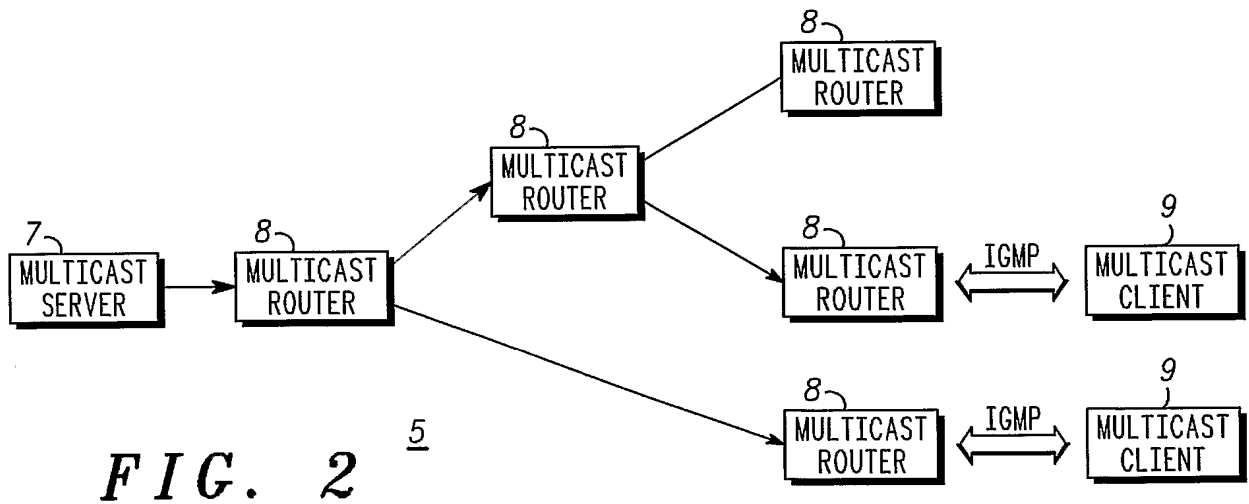 8
MULTICAST
ROUTER
8
MULTICAST
ROUTER
7
MULTICAST
SERVER
8
MULTICAST
ROUTER
8
MULTICAST
ROUTER
IGMP
9
MULTICAST
CLIENT
8
MULTICAST
ROUTER
IGMP
9
MULTICAST
CLIENT
5
FIG. 2